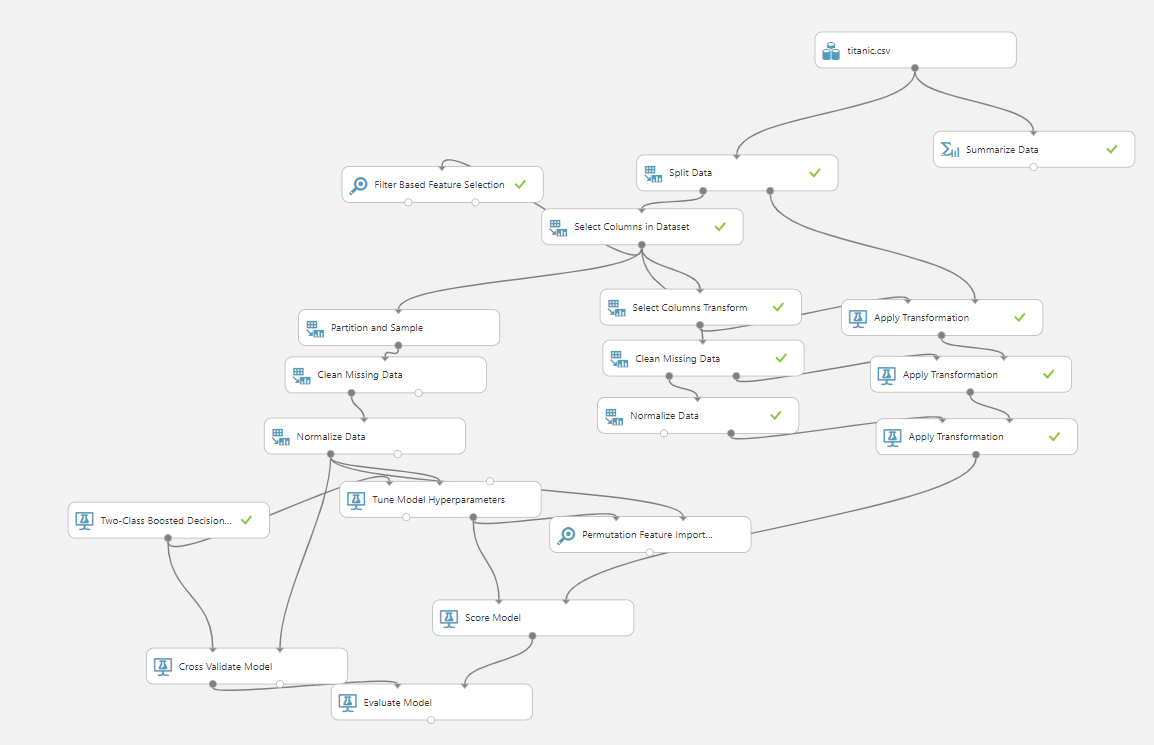 titanic.csv
Summarize Data
Split Data
Filter Based Feature Selection
Select Columns in Dataset
Select Columns Transform
Apply Transformation
Partition and Sample
Clean Missing Data
Clean Missing Data
Apply Transformation
Normalize Data
Normalize Data
Apply Transformation
Tune Model Hyperparameters
Two-Class Boosted Decision...
Permutation Feature Import...
Score Model
Cross Validate Model
Evaluate Model